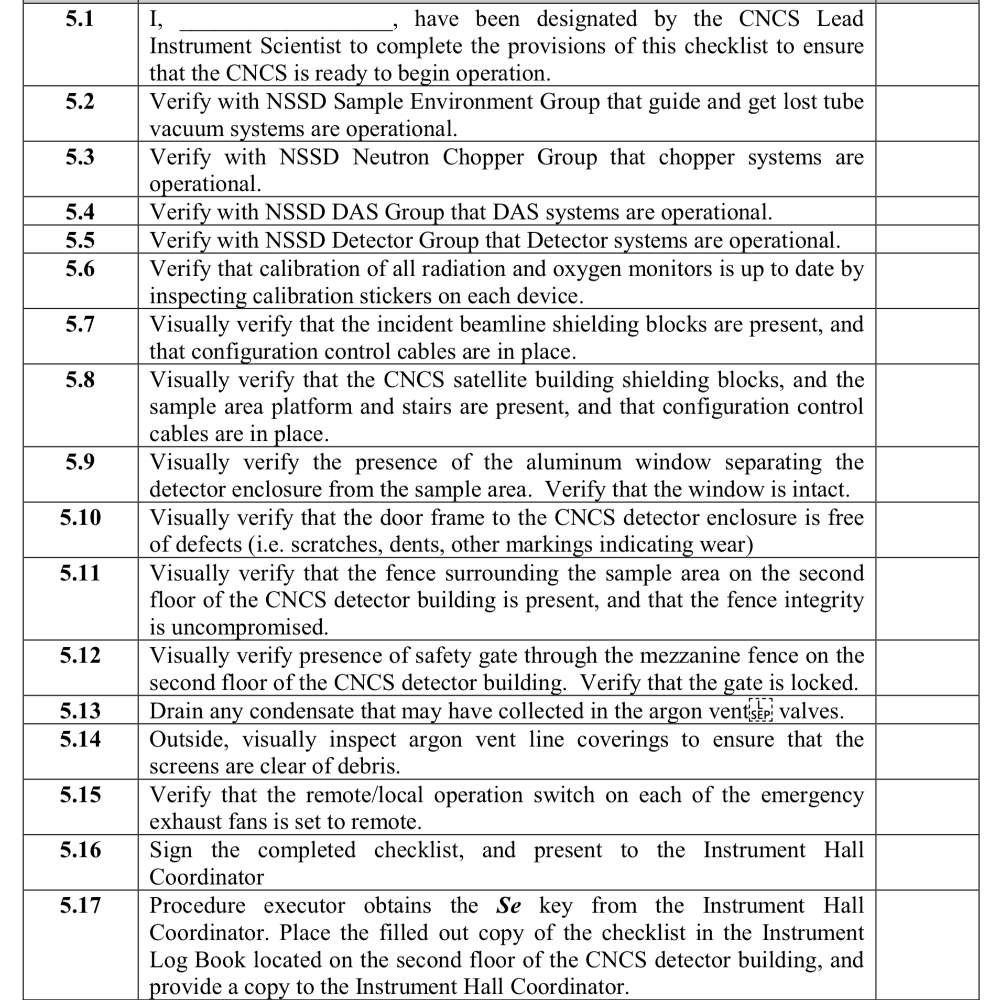 5.1
I, ___________________, have been designated by the CNCS Lead
Instrument Scientist to complete the provisions of this checklist to ensure
that the CNCS is ready to begin operation.
5.2
Verify with NSSD Sample Environment Group that guide and get lost tube
vacuum systems are operational.
5.3
Verify with NSSD Neutron Chopper Group that chopper systems are
operational.
5.4
Verify with NSSD DAS Group that DAS systems are operational.
5.5
Verify with NSSD Detector Group that Detector systems are operational.
5.6
Verify that calibration of all radiation and oxygen monitors is up to date by
inspecting calibration stickers on each device.
5.7
Visually verify that the incident beamline shielding blocks are present, and
that configuration control cables are in place.
5.8
Visually verify that the CNCS satellite building shielding blocks, and the
sample area platform and stairs are present, and that configuration control
cables are in place.
5.9
Visually verify the presence of the aluminum window separating the
detector enclosure from the sample area.  Verify that the window is intact.
5.10
Visually verify that the door frame to the CNCS detector enclosure is free
of defects (i.e. scratches, dents, other markings indicating wear)
5.11
Visually verify that the fence surrounding the sample area on the second
floor of the CNCS detector building is present, and that the fence integrity
is uncompromised.
5.12
Visually verify presence of safety gate through the mezzanine fence on the
second floor of the CNCS detector building.  Verify that the gate is locked.
5.13
Drain any condensate that may have collected in the argon vent L SEP valves.
5.14
Outside, visually inspect argon vent line coverings to ensure that the
screens are clear of debris.
5.15
Verify that the remote/local operation switch on each of the emergency
exhaust fans is set to remote.
5.16
Sign the completed checklist, and present to the Instrument Hall
Coordinator
5.17
Procedure executor obtains the Se key from the Instrument Hall
Coordinator. Place the filled out copy of the checklist in the Instrument
Log Book located on the second floor of the CNCS detector building, and
provide a copy to the Instrument Hall Coordinator.